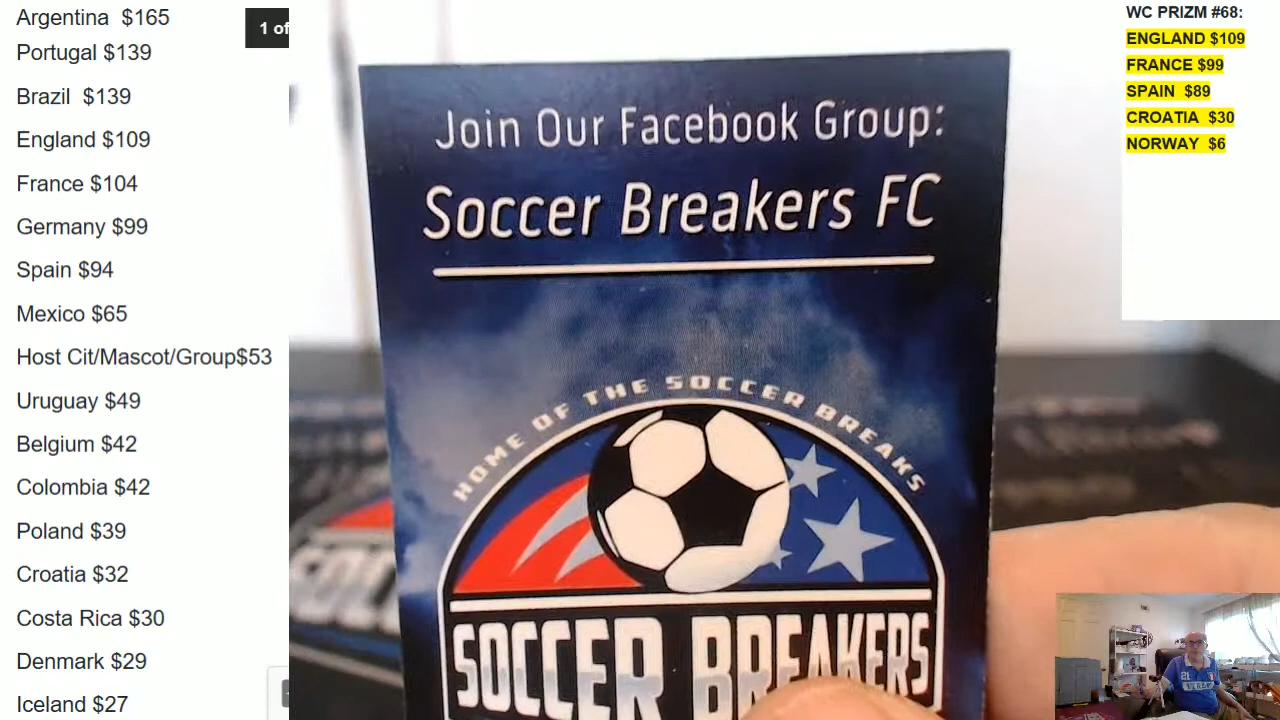 Argentina $165
Portugal $139
Brazil $139
England $109
France $104
Germany $99
Spain $94
Mexico $65
Host Cit/Mascot/Group$53
Uruguay $49
Belgium $42
Colombia $42
Poland $39
Croatia $32
Costa Rica $30
Denmark $29
Iceland $27
1 of
Join Our Facebook Group:
Soccer Breakers FC
HOME OF THE SOCCER BREAKS
SOCCER BREAKERS
WC PRIZM #68:
ENGLAND $109
FRANCE $99
SPAIN $89
CROATIA $30
NORWAY $6
21